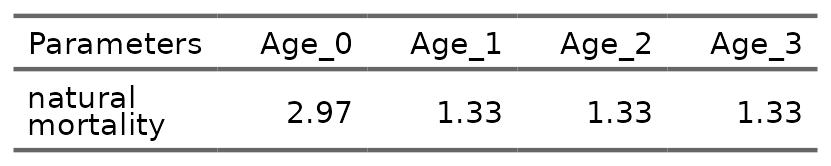 Parameters Age_0 Age_1 Age_2 Age_3
natural
mortality 2.97 1.33 1.33 1.33